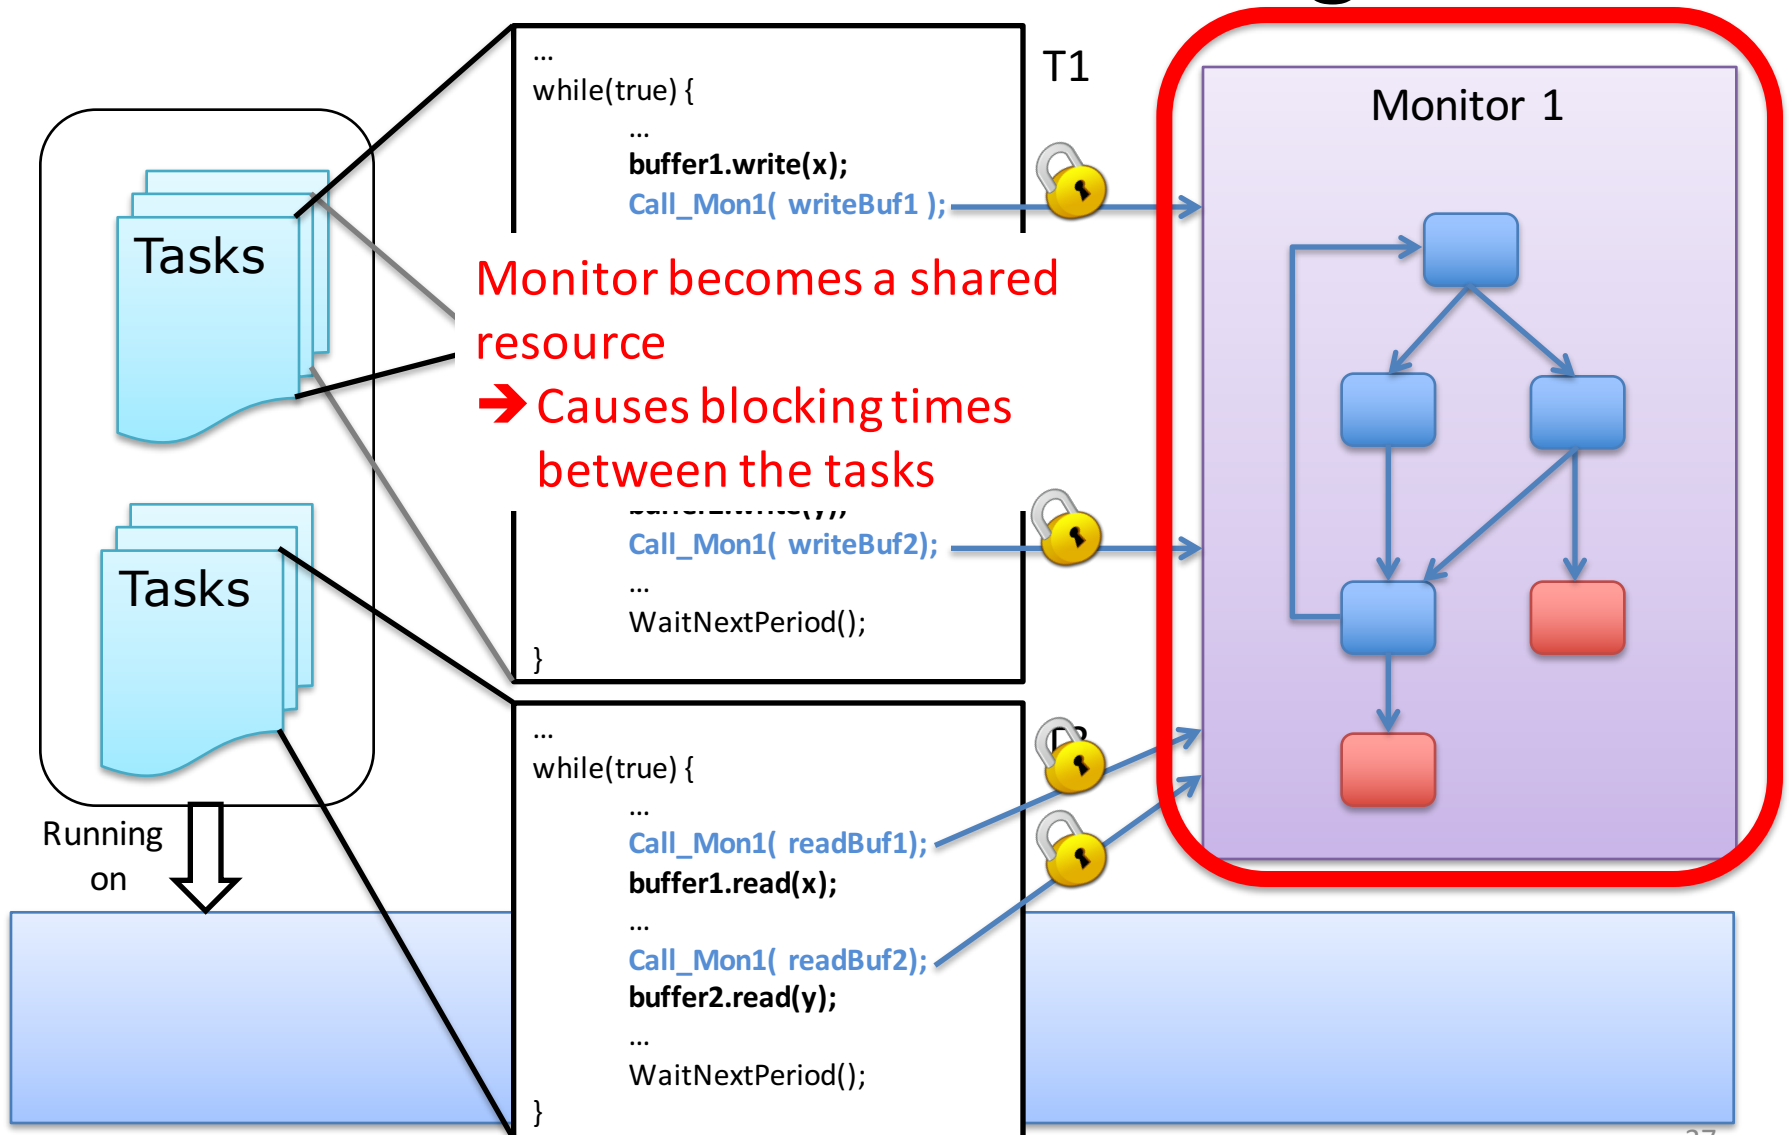 Tasks
Tasks
Running
on
...
while(true) {
...
buffer1.write(x);
Call_Mon1( writeBuf1 );
Monitor becomes a shared
resource
➔ Causes blocking times
between the tasks
Call_Mon1( writeBuf2);
...
WaitNextPeriod();
}
T1
...
while(true) {
...
Call_Mon1( readBuf1);
buffer1.read(x);
...
Call_Mon1( readBuf2);
buffer2.read(y);
...
WaitNextPeriod();
}
Monitor 1